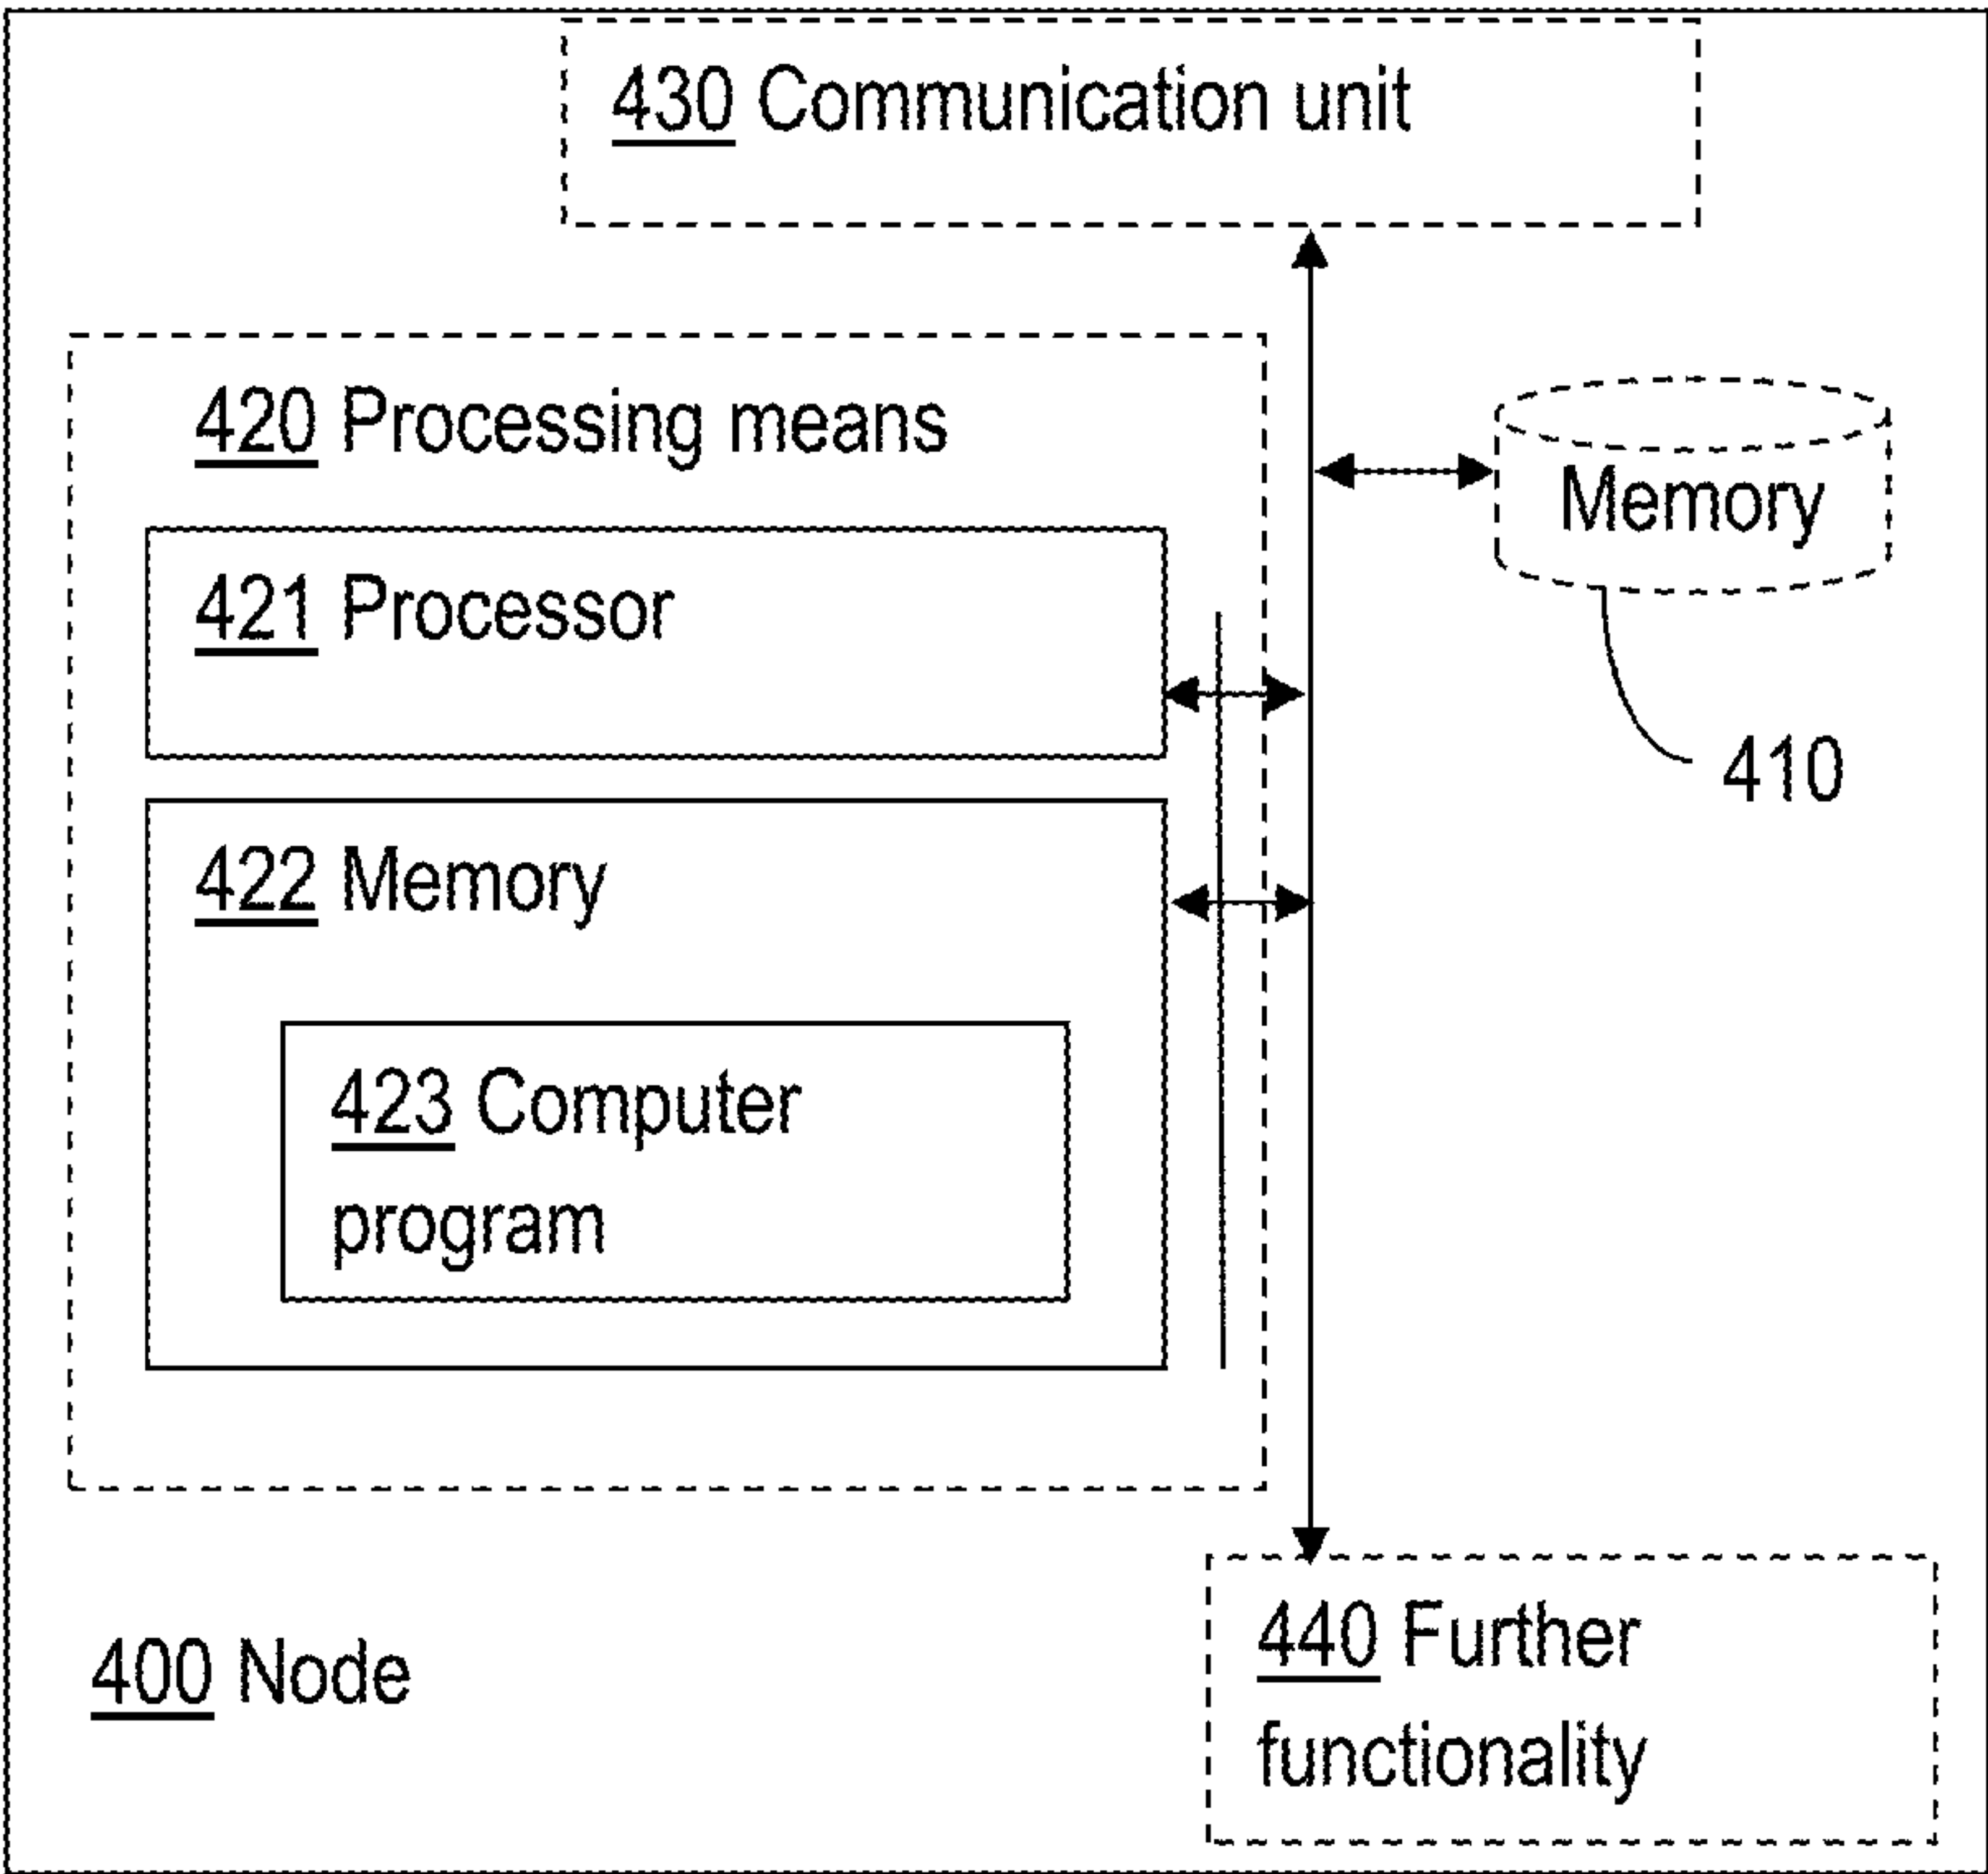 430 Communication unit
420 Processing means
Memory
421 Processor
410
422 Memory
423 Computer
program
440 Further
functionality
400 Node